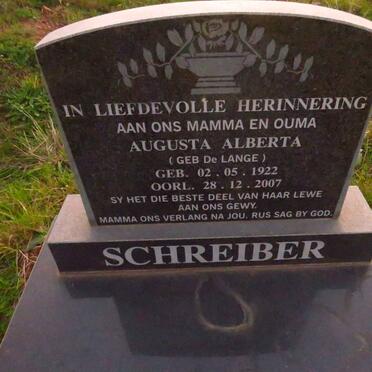 IN LIEFDEVOLLE HERINNERING
AAN ONS MAMMA EN OUMA
AUGUSTA ALBERTA
( GEB De LANGE )
GEB. 02 . 05 . 1922
OORL. 28 . 12 . 2007
SY HET DIE BESTE DEEL VAN HAAR LEWE
AAN ONS GEWY.
MAMMA ONS VERLANG NA JOU. RUS SAG BY GOD.
SCHREIBER